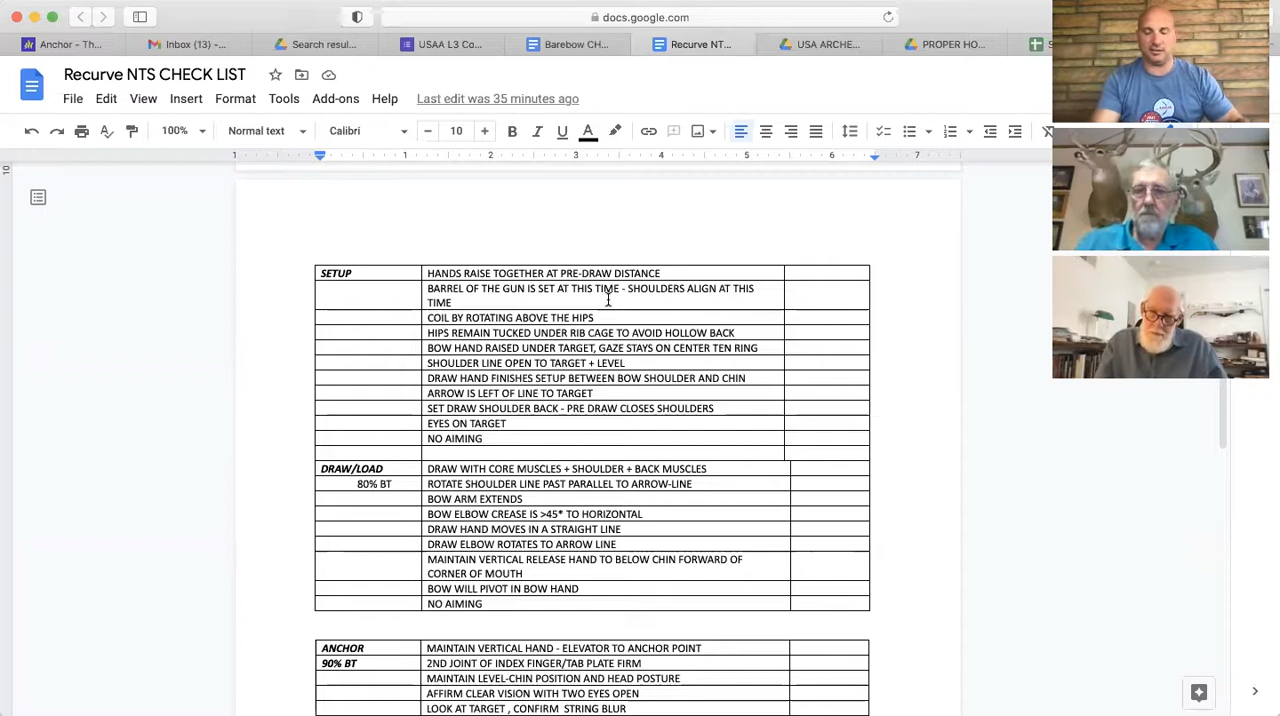 docs.google.com
Anchor - Th...
Inbox (13) -...
Search resul...
USAA L3 Co...
Barebow CH...
Recurve NT...
USA ARCHE...
PROPER HO...
Recurve NTS CHECK LIST
File Edit View Insert Format Tools Add-ons Help Last edit was 35 minutes ago
100% Normal text Calibri 10 B I U A
1 1 2 3 4 5 6 7
SETUP HANDS RAISE TOGETHER AT PRE-DRAW DISTANCE
BARREL OF THE GUN IS SET AT THIS TIME - SHOULDERS ALIGN AT THIS
TIME
COIL BY ROTATING ABOVE THE HIPS
HIPS REMAIN TUCKED UNDER RIB CAGE TO AVOID HOLLOW BACK
BOW HAND RAISED UNDER TARGET, GAZE STAYS ON CENTER TEN RING
SHOULDER LINE OPEN TO TARGET + LEVEL
DRAW HAND FINISHES SETUP BETWEEN BOW SHOULDER AND CHIN
ARROW IS LEFT OF LINE TO TARGET
SET DRAW SHOULDER BACK - PRE DRAW CLOSES SHOULDERS
EYES ON TARGET
NO AIMING
DRAW/LOAD DRAW WITH CORE MUSCLES + SHOULDER + BACK MUSCLES
80% BT ROTATE SHOULDER LINE PAST PARALLEL TO ARROW-LINE
BOW ARM EXTENDS
BOW ELBOW CREASE IS >45* TO HORIZONTAL
DRAW HAND MOVES IN A STRAIGHT LINE
DRAW ELBOW ROTATES TO ARROW LINE
MAINTAIN VERTICAL RELEASE HAND TO BELOW CHIN FORWARD OF
CORNER OF MOUTH
BOW WILL PIVOT IN BOW HAND
NO AIMING
ANCHOR MAINTAIN VERTICAL HAND - ELEVATOR TO ANCHOR POINT
90% BT 2ND JOINT OF INDEX FINGER/TAB PLATE FIRM
MAINTAIN LEVEL-CHIN POSITION AND HEAD POSTURE
AFFIRM CLEAR VISION WITH TWO EYES OPEN
LOOK AT TARGET , CONFIRM STRING BLUR